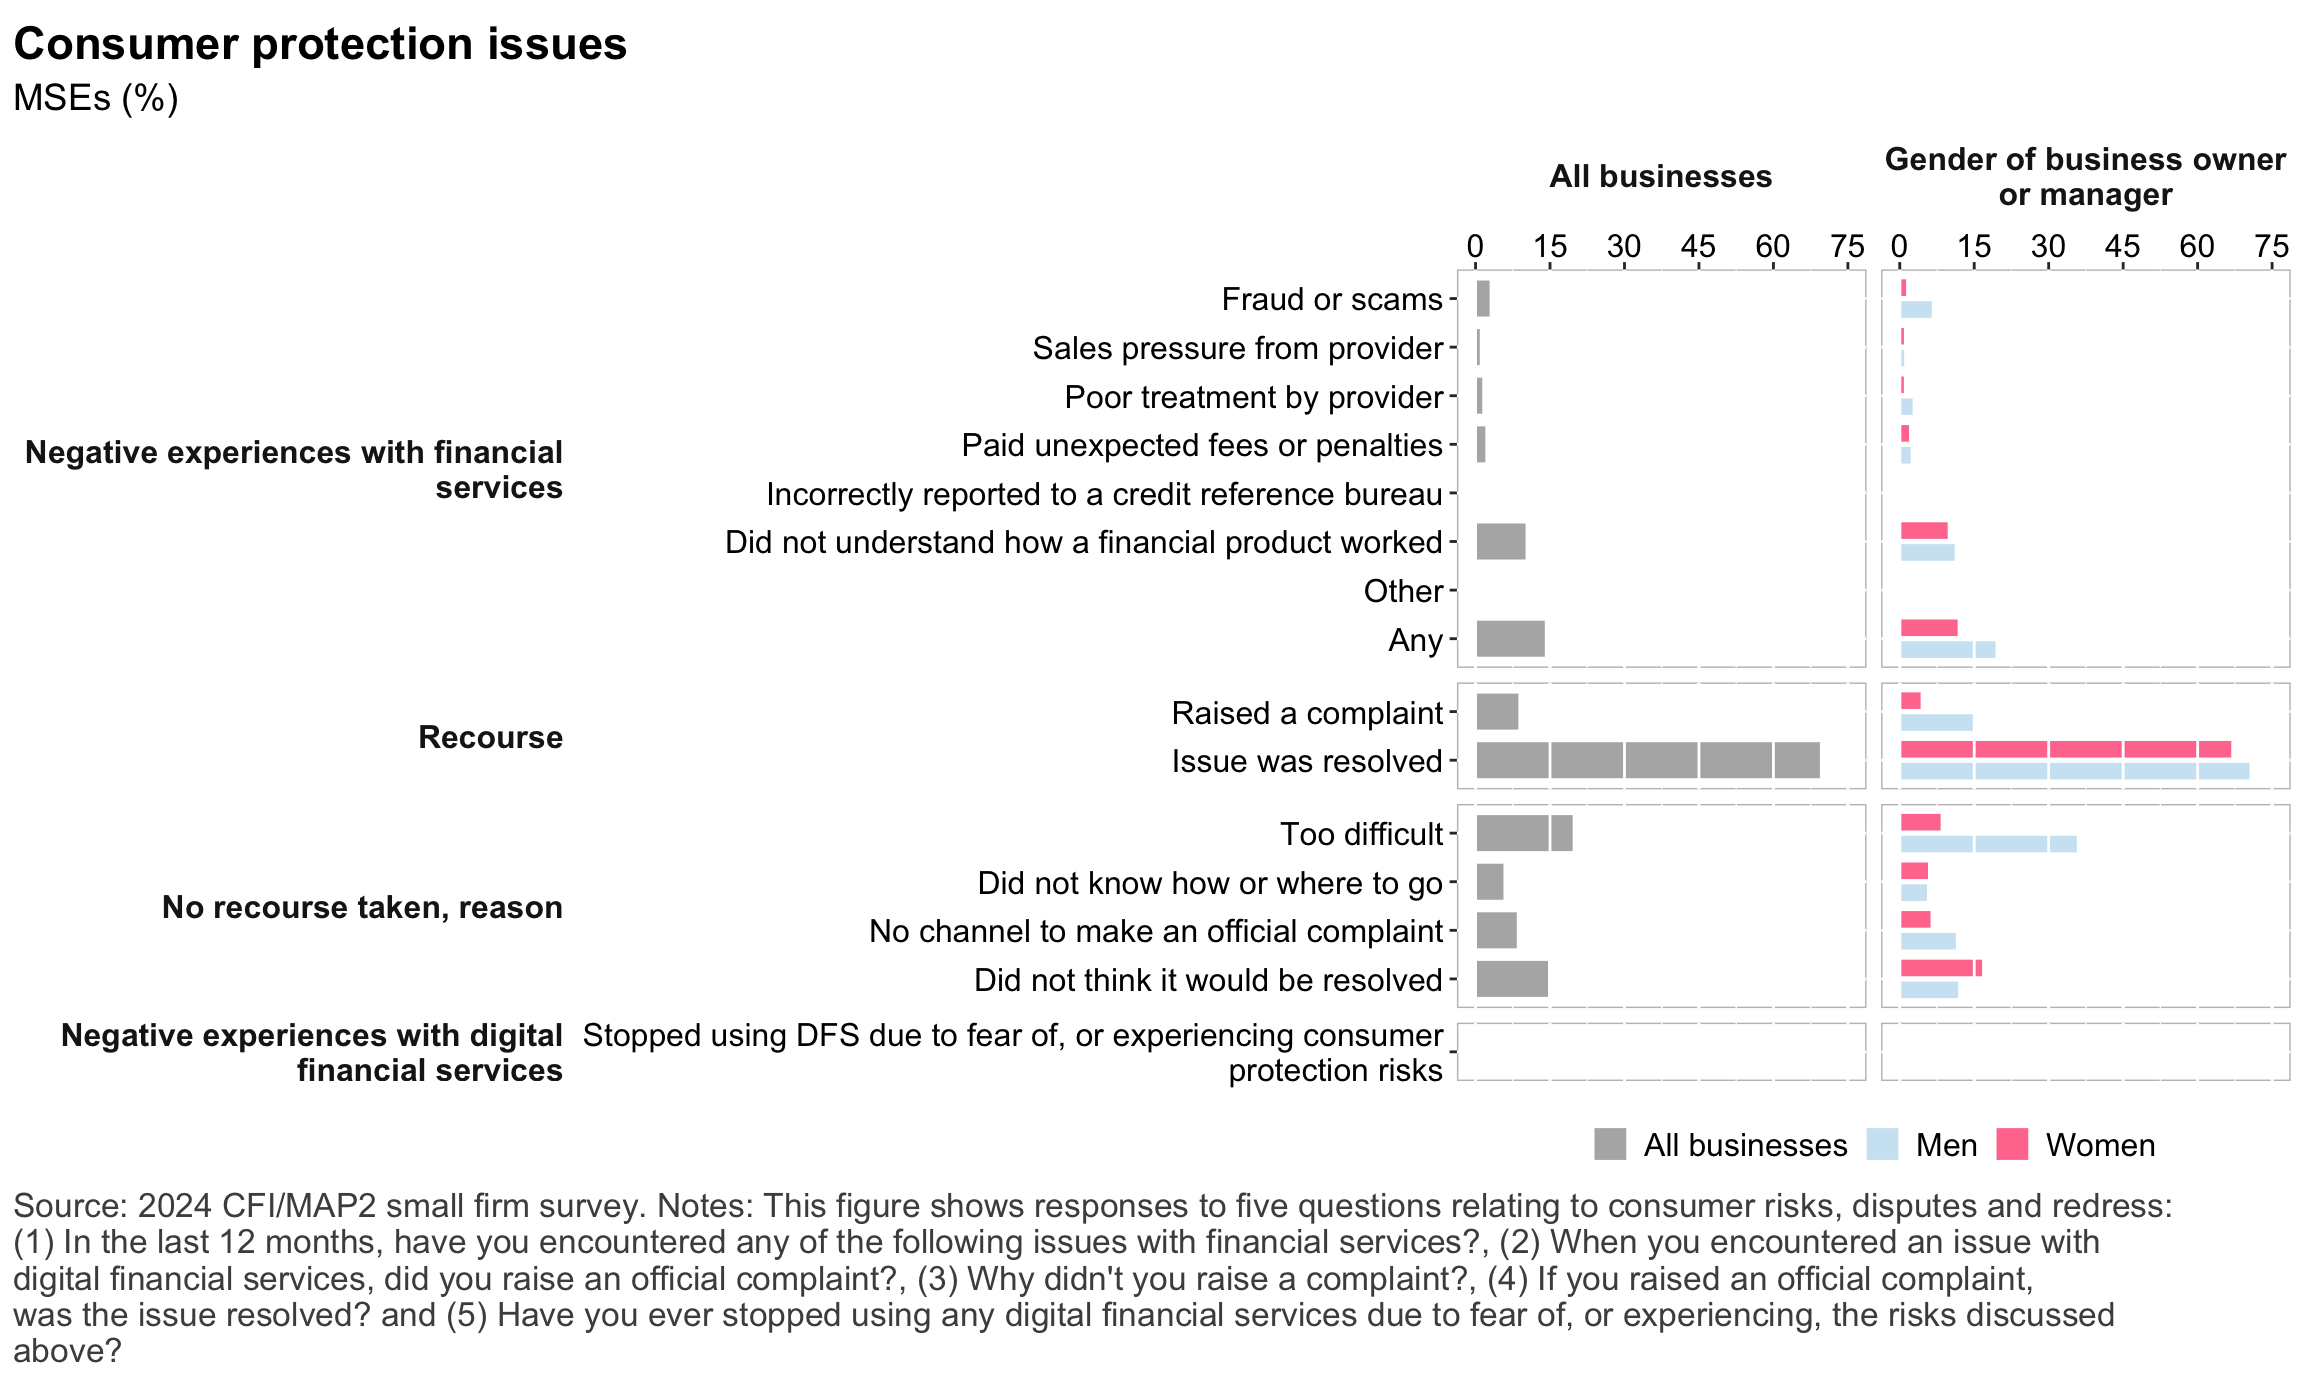 Consumer protection issues
MSEs (%)
All businesses
Gender of business owner
or manager
0 15 30 45 60 75
0 15 30 45 60 75
Negative experiences with financial
services
Fraud or scams
Sales pressure from provider
Poor treatment by provider
Paid unexpected fees or penalties
Incorrectly reported to a credit reference bureau
Did not understand how a financial product worked
Other
Any
Recourse
Raised a complaint
Issue was resolved
No recourse taken, reason
Too difficult
Did not know how or where to go
No channel to make an official complaint
Did not think it would be resolved
Negative experiences with digital
financial services
Stopped using DFS due to fear of, or experiencing consumer
protection risks
All businesses Men Women
Source: 2024 CFI/MAP2 small firm survey. Notes: This figure shows responses to five questions relating to consumer risks, disputes and redress:
(1) In the last 12 months, have you encountered any of the following issues with financial services?, (2) When you encountered an issue with
digital financial services, did you raise an official complaint?, (3) Why didn't you raise a complaint?, (4) If you raised an official complaint,
was the issue resolved? and (5) Have you ever stopped using any digital financial services due to fear of, or experiencing, the risks discussed
above?